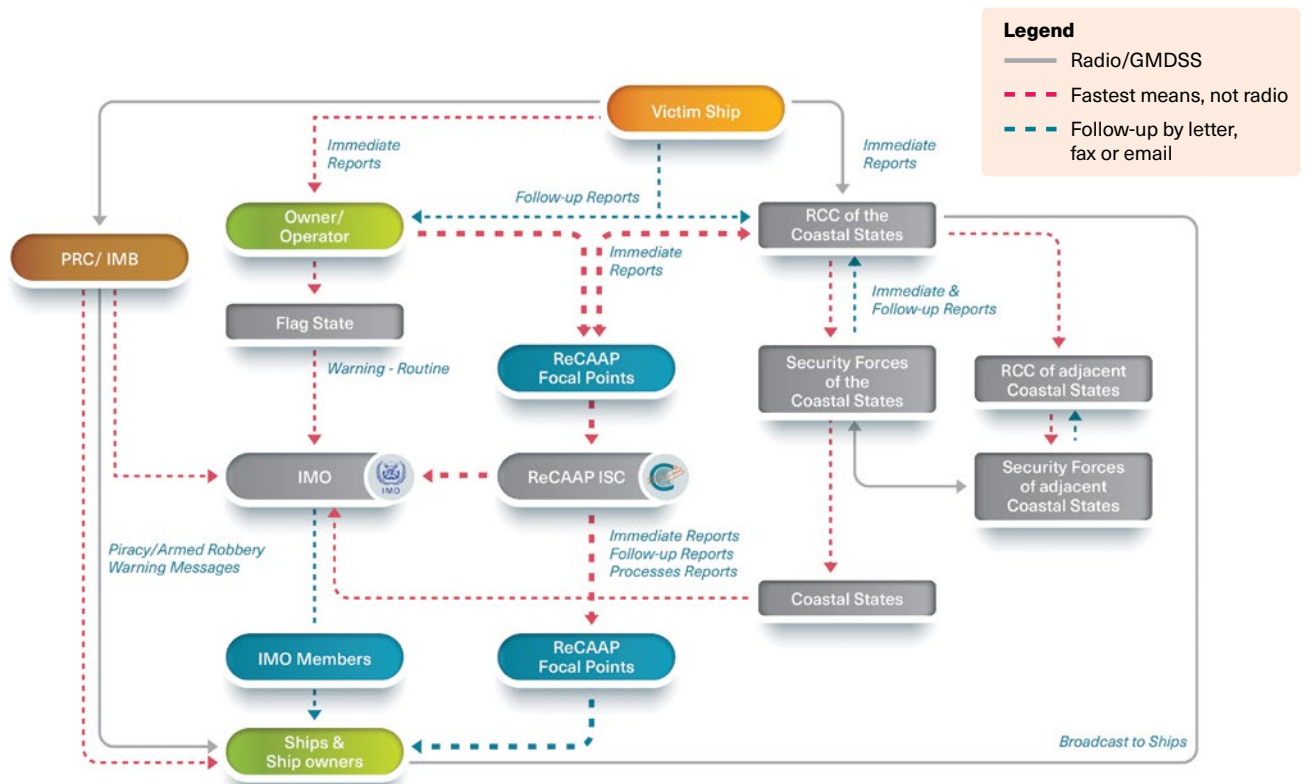 Legend
Radio/GMDSS
Fastest means, not radio
Follow-up by letter,
fax or email
Victim Ship
Immediate
Reports
Immediate
Reports
Follow-up Reports
Owner/
Operator
RCC of the
Coastal States
PRC/ IMB
Immediate
Reports
Immediate &
Follow-up Reports
Flag State
Warning - Routine
ReCAAP
Focal Points
Security Forces
of the
Coastal States
RCC of adjacent
Coastal States
IMO
IMO
ReCAAP ISC
Security Forces
of adjacent
Coastal States
Piracy/Armed Robbery
Warning Messages
Immediate Reports
Follow-up Reports
Processes Reports
Coastal States
IMO Members
ReCAAP
Focal Points
Ships &
Ship owners
Broadcast to Ships